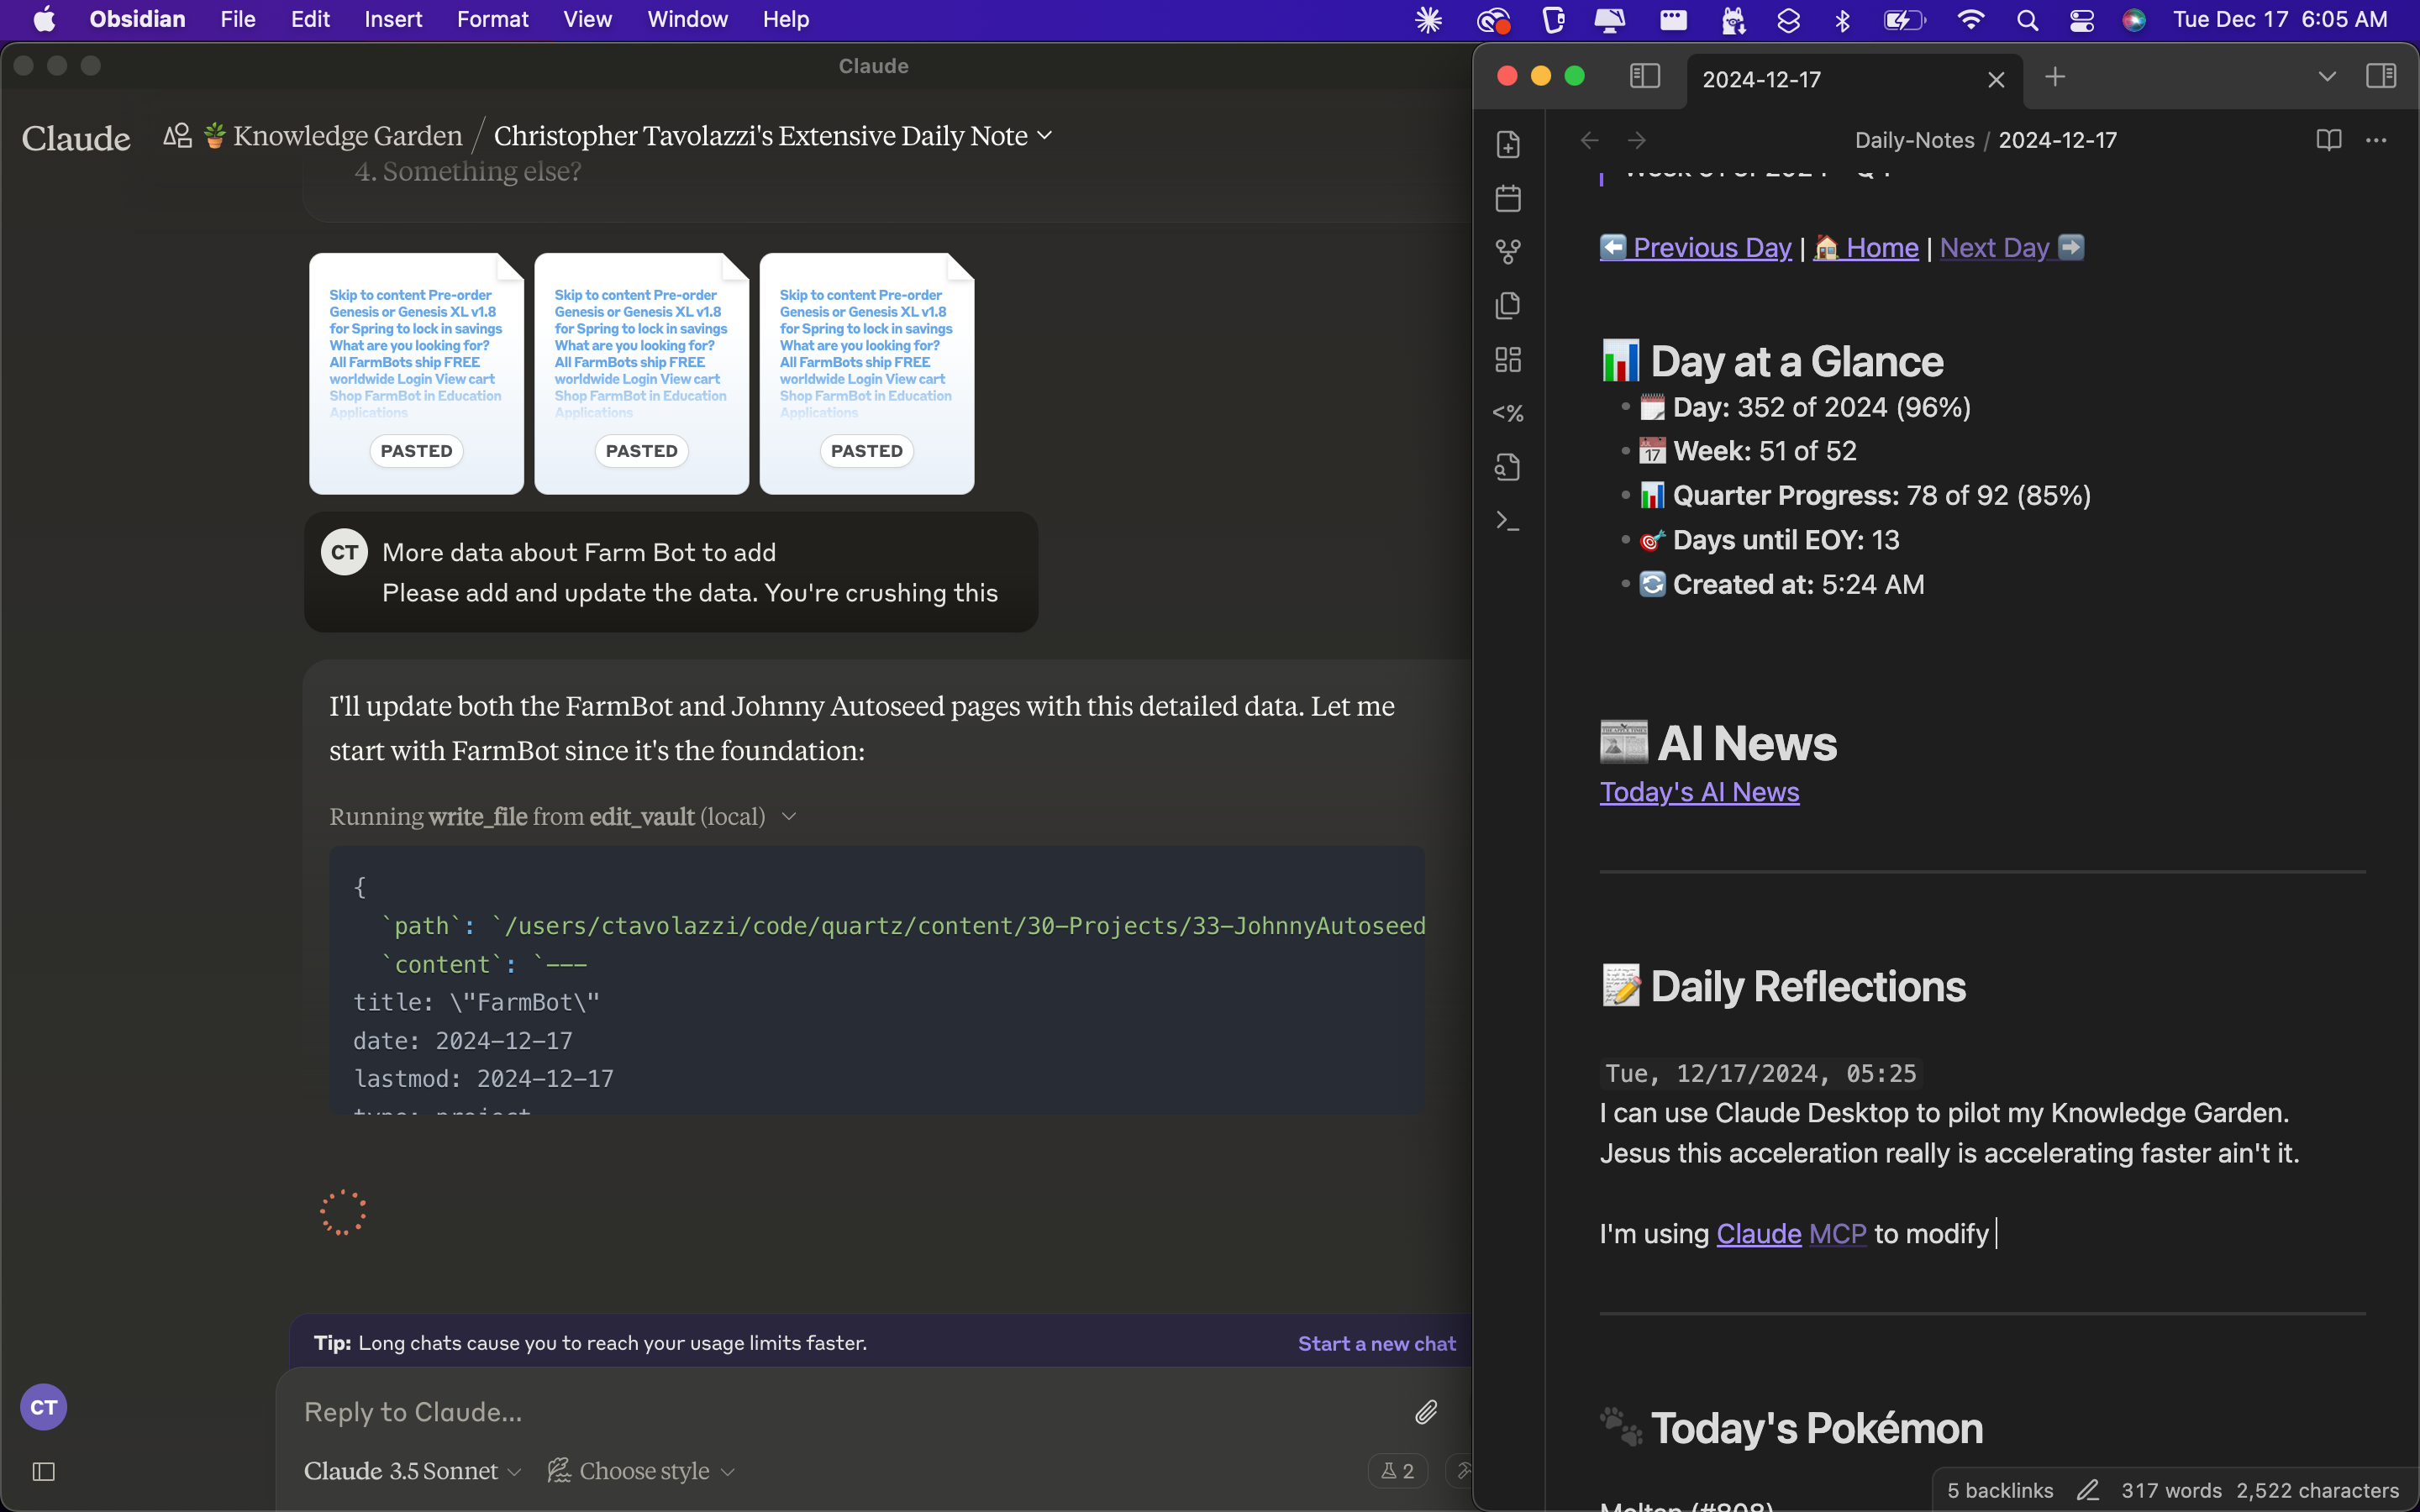 Obsidian File Edit Insert Format View Window Help
Tue Dec 17 6:05 AM
Claude
Claude
Knowledge Garden / Christopher Tavolazzi's Extensive Daily Note
4. Something else?
Skip to content Pre-order
Genesis or Genesis XL v1.8
for Spring to lock in savings
What are you looking for?
All FarmBots ship FREE
worldwide Login View cart
Shop FarmBot in Education
Applications
PASTED
Skip to content Pre-order
Genesis or Genesis XL v1.8
for Spring to lock in savings
What are you looking for?
All FarmBots ship FREE
worldwide Login View cart
Shop FarmBot in Education
Applications
PASTED
Skip to content Pre-order
Genesis or Genesis XL v1.8
for Spring to lock in savings
What are you looking for?
All FarmBots ship FREE
worldwide Login View cart
Shop FarmBot in Education
Applications
PASTED
CT
More data about Farm Bot to add
Please add and update the data. You're crushing this
I'll update both the FarmBot and Johnny Autoseed pages with this detailed data. Let me
start with FarmBot since it's the foundation:
Running write_file from edit_vault (local)
{
`path`: `/users/ctavolazzi/code/quartz/content/30-Projects/33-JohnnyAutoseed
`content`: `---
title: \"FarmBot\"
date: 2024-12-17
lastmod: 2024-12-17
type: project
Tip: Long chats cause you to reach your usage limits faster.
Start a new chat
CT
Reply to Claude...
Claude 3.5 Sonnet
Choose style
2
2024-12-17
Daily-Notes / 2024-12-17
<%
⬅️ Previous Day | 🏠 Home | Next Day ➡️
📊 Day at a Glance
🗓️ Day: 352 of 2024 (96%)
📅 Week: 51 of 52
📊 Quarter Progress: 78 of 92 (85%)
🎯 Days until EOY: 13
🔄 Created at: 5:24 AM
📰 AI News
Today's AI News
📝 Daily Reflections
Tue, 12/17/2024, 05:25
I can use Claude Desktop to pilot my Knowledge Garden.
Jesus this acceleration really is accelerating faster ain't it.
I'm using Claude MCP to modify
🐾 Today's Pokémon
5 backlinks
317 words 2,522 characters